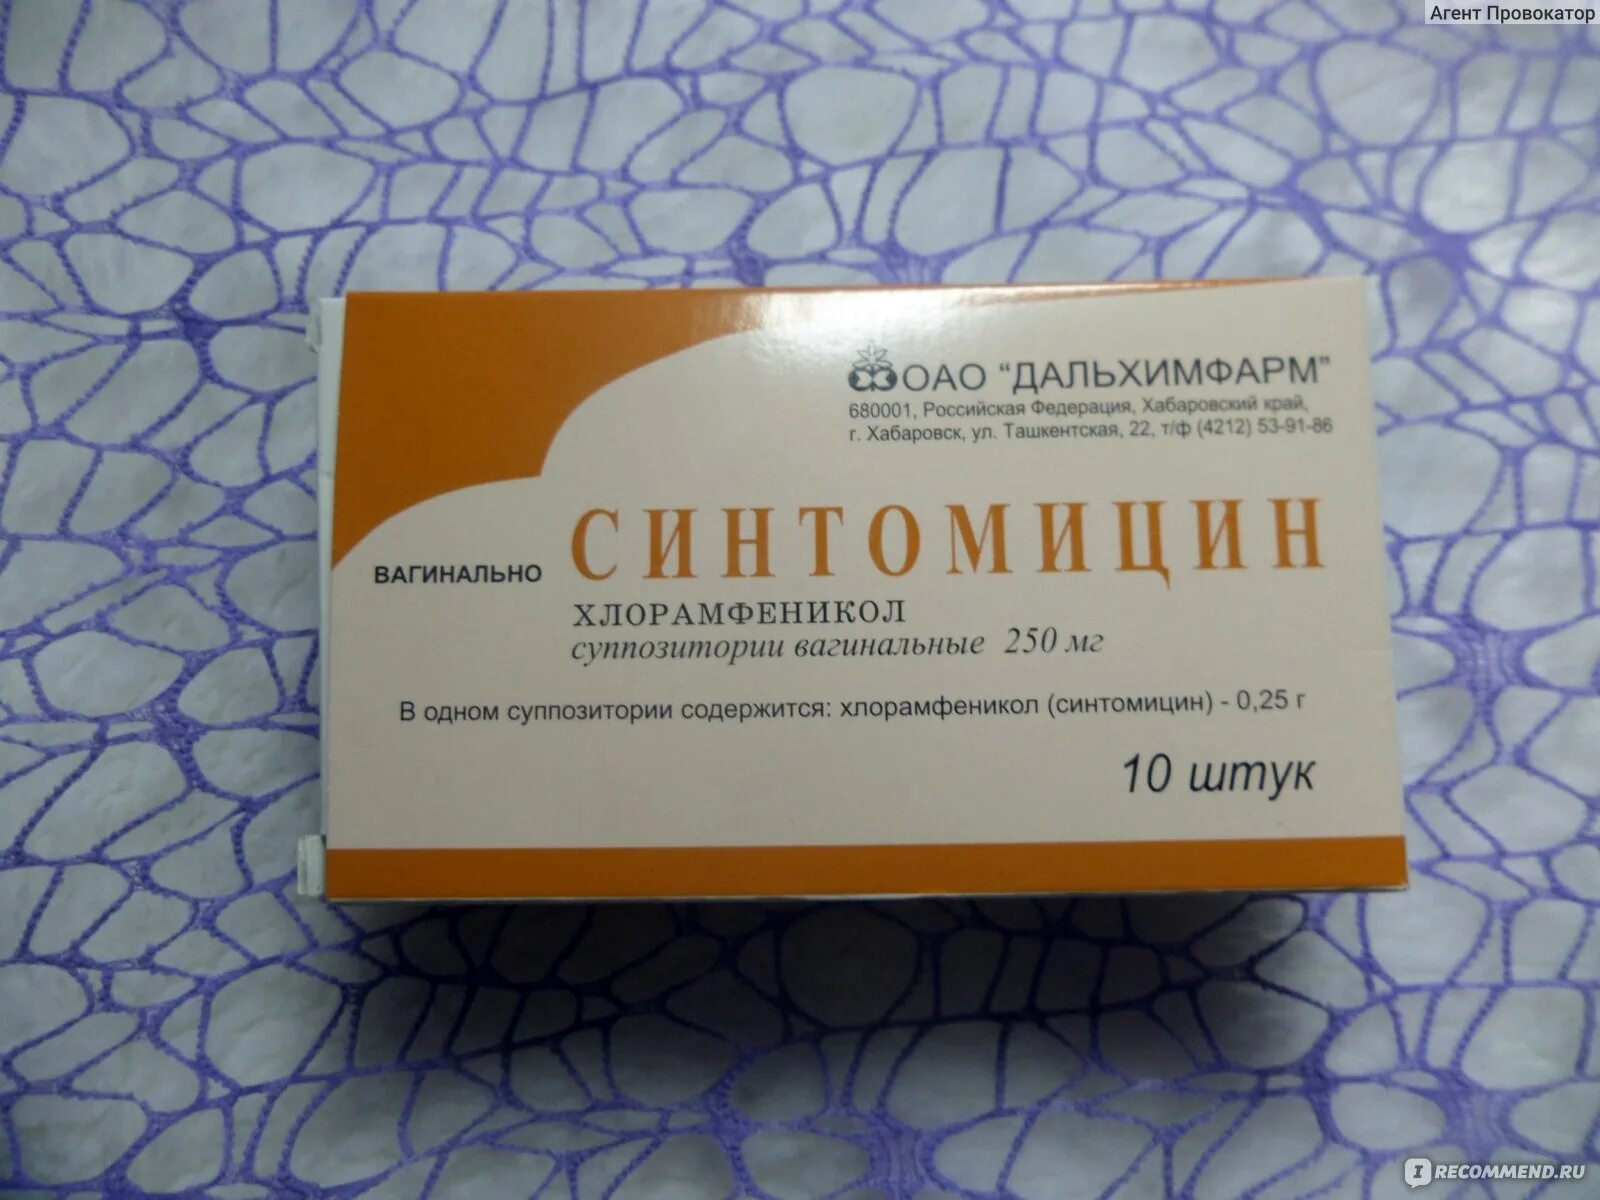 Агент Провокатор
ОАО "ДАЛЬХИМФАРМ"
680001, Российская Федерация, Хабаровский край,
г. Хабаровск, ул. Ташкентская, 22, т/ф (4212) 53-91-86
ВАГИНАЛЬНО
СИНТОМИЦИН
ХЛОРАМФЕНИКОЛ
суппозитории вагинальные 250 мг
В одном суппозитории содержится: хлорамфеникол (синтомицин) - 0,25 г
10 штук
IRECOMMEND.RU